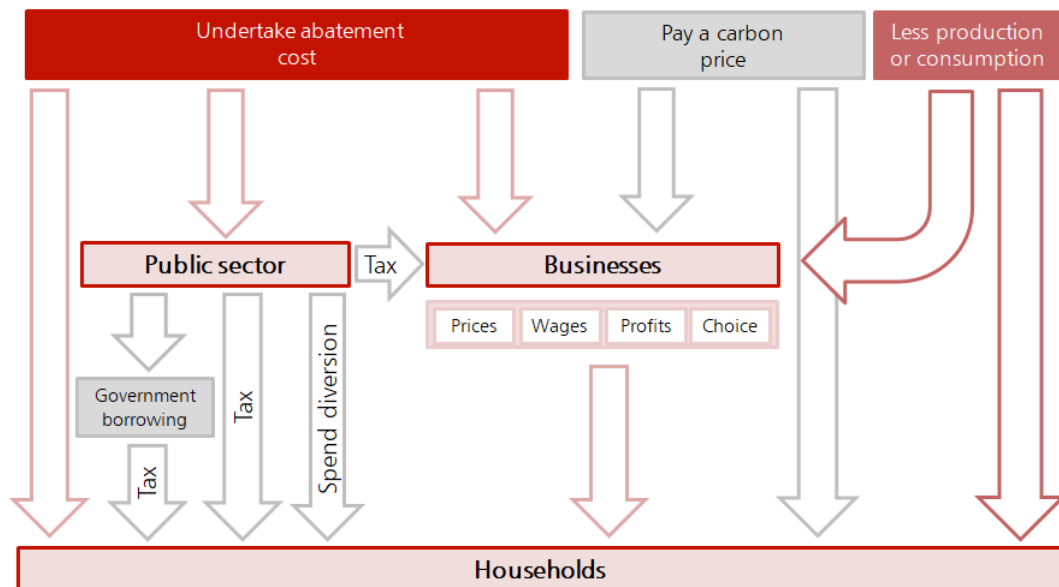 Undertake abatement
cost
Pay a carbon
price
Less production
or consumption
Public sector
Tax
Businesses
Prices
Wages
Profits
Choice
Government
borrowing
Tax
Tax
Spend diversion
Households